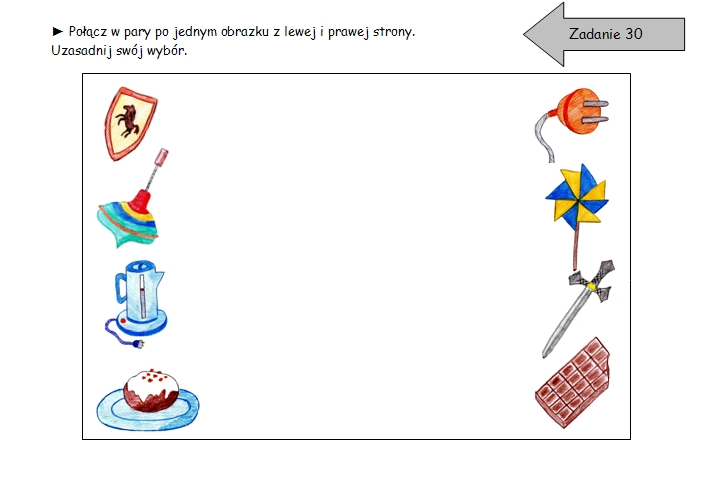 ► Połącz w pary po jednym obrazku z lewej i prawej strony.
Uzasadnij swój wybór.
Zadanie 30